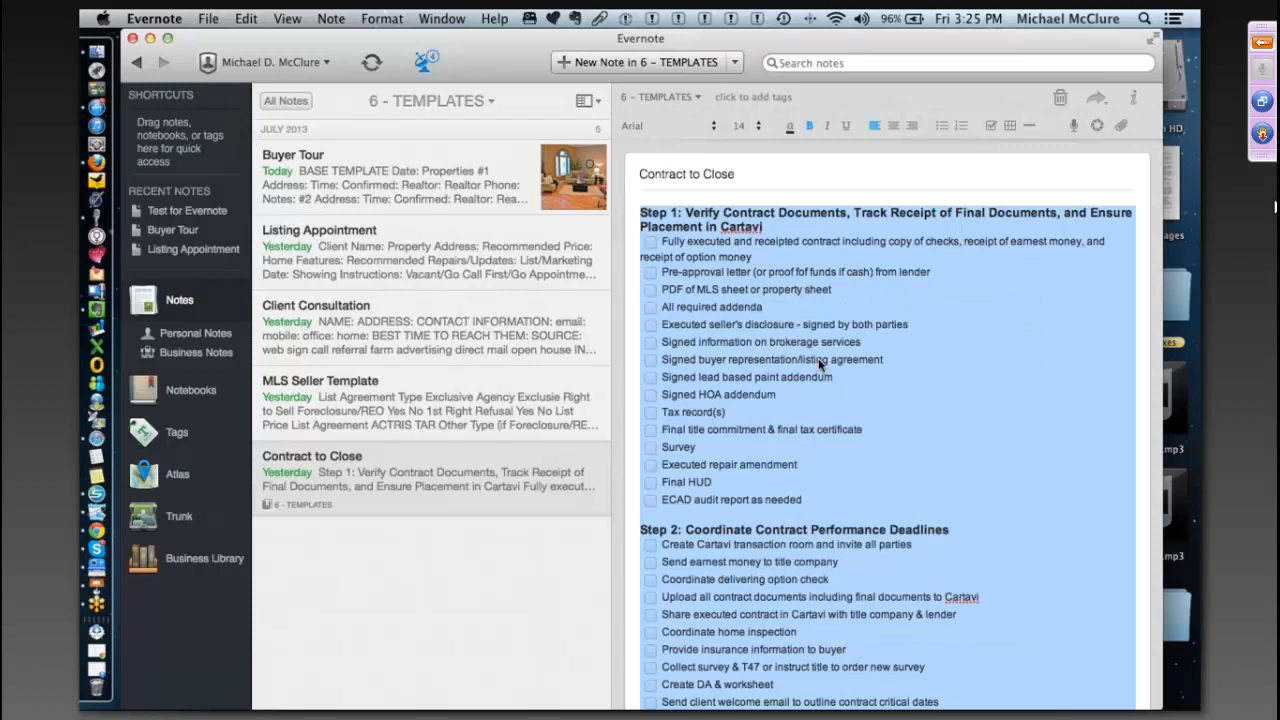 Evernote File Edit View Note Format Window Help 96% Fri 3:25 PM Michael McClure
Evernote
Michael D. McClure
4
New Note in 6 - TEMPLATES
Search notes
SHORTCUTS
Drag notes,
notebooks, or tags
here for quick
access
RECENT NOTES
Test for Evernote
Buyer Tour
Listing Appointment
Notes
Personal Notes
Business Notes
Notebooks
Tags
Atlas
Trunk
Business Library
All Notes
6 - TEMPLATES
JULY 2013 5
Buyer Tour
Today BASE TEMPLATE Date: Properties #1
Address: Time: Confirmed: Realtor: Realtor Phone:
Notes: #2 Address: Time: Confirmed: Realtor: Rea...
Listing Appointment
Yesterday Client Name: Property Address: Recommended Price:
Home Features: Recommended Repairs/Updates: List/Marketing
Date: Showing Instructions: Vacant/Go Call First/Go Appointme...
Client Consultation
Yesterday NAME: ADDRESS: CONTACT INFORMATION: email:
mobile: office: home: BEST TIME TO REACH THEM: SOURCE:
web sign call referral farm advertising direct mail open house IN...
MLS Seller Template
Yesterday List Agreement Type Exclusive Agency Exclusie Right
to Sell Foreclosure/REO Yes No 1st Right Refusal Yes No List
Price List Agreement ACTRIS TAR Other Type (if Foreclosure/RE...
Contract to Close
Yesterday Step 1: Verify Contract Documents, Track Receipt of
Final Documents, and Ensure Placement in Cartavi Fully execut...
6 - TEMPLATES
6 - TEMPLATES click to add tags
Arial 14 a B I U
Contract to Close
Step 1: Verify Contract Documents, Track Receipt of Final Documents, and Ensure
Placement in Cartavi
Fully executed and receipted contract including copy of checks, receipt of earnest money, and
receipt of option money
Pre-approval letter (or proof fof funds if cash) from lender
PDF of MLS sheet or property sheet
All required addenda
Executed seller's disclosure - signed by both parties
Signed information on brokerage services
Signed buyer representation/listing agreement
Signed lead based paint addendum
Signed HOA addendum
Tax record(s)
Final title commitment & final tax certificate
Survey
Executed repair amendment
Final HUD
ECAD audit report as needed
Step 2: Coordinate Contract Performance Deadlines
Create Cartavi transaction room and invite all parties
Send earnest money to title company
Coordinate delivering option check
Upload all contract documents including final documents to Cartavi
Share executed contract in Cartavi with title company & lender
Coordinate home inspection
Provide insurance information to buyer
Collect survey & T47 or instruct title to order new survey
Create DA & worksheet
Send client welcome email to outline contract critical dates
HD
ages
xes
.mp3
.mp3